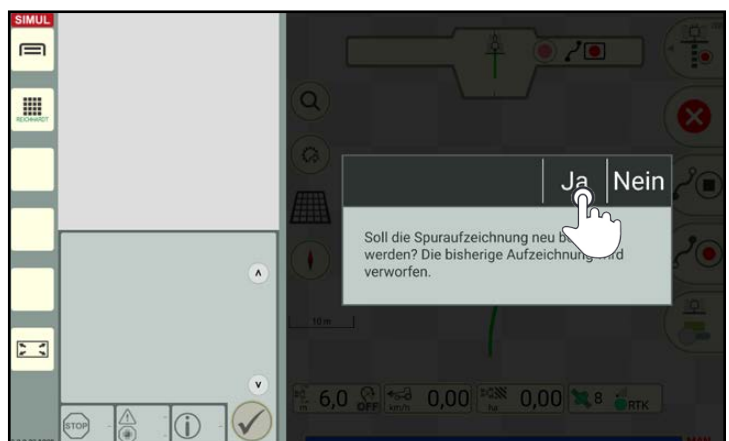 SIMUL
REICHHARDT
Ja Nein
Soll die Spuraufzeichnung neu
werden? Die bisherige Aufzeichnung
verworfen.
10 m
6,0 m
OFF
0,00 km/h
0,00 ha
8
RTK
STOP